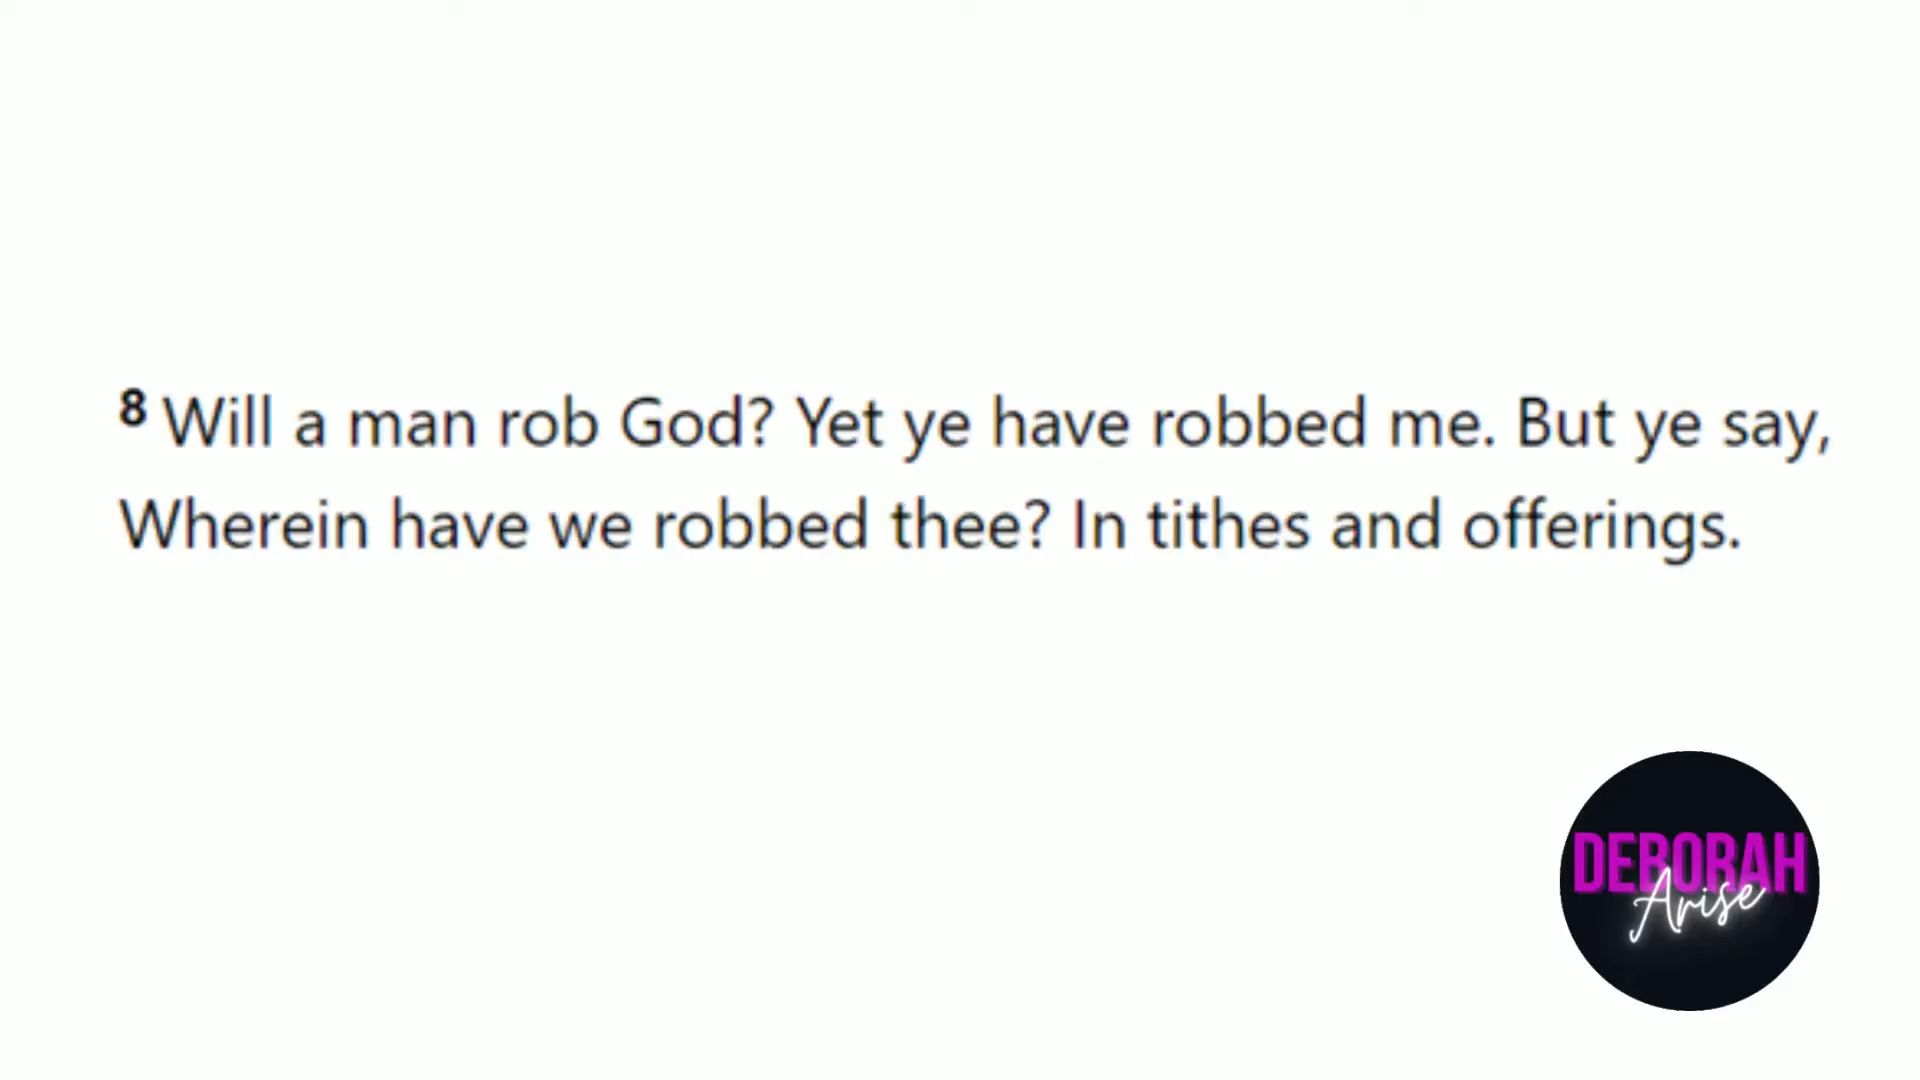 8 Will a man rob God? Yet ye have robbed me. But ye say,
Wherein have we robbed thee? In tithes and offerings.
DEBORAH
Arise